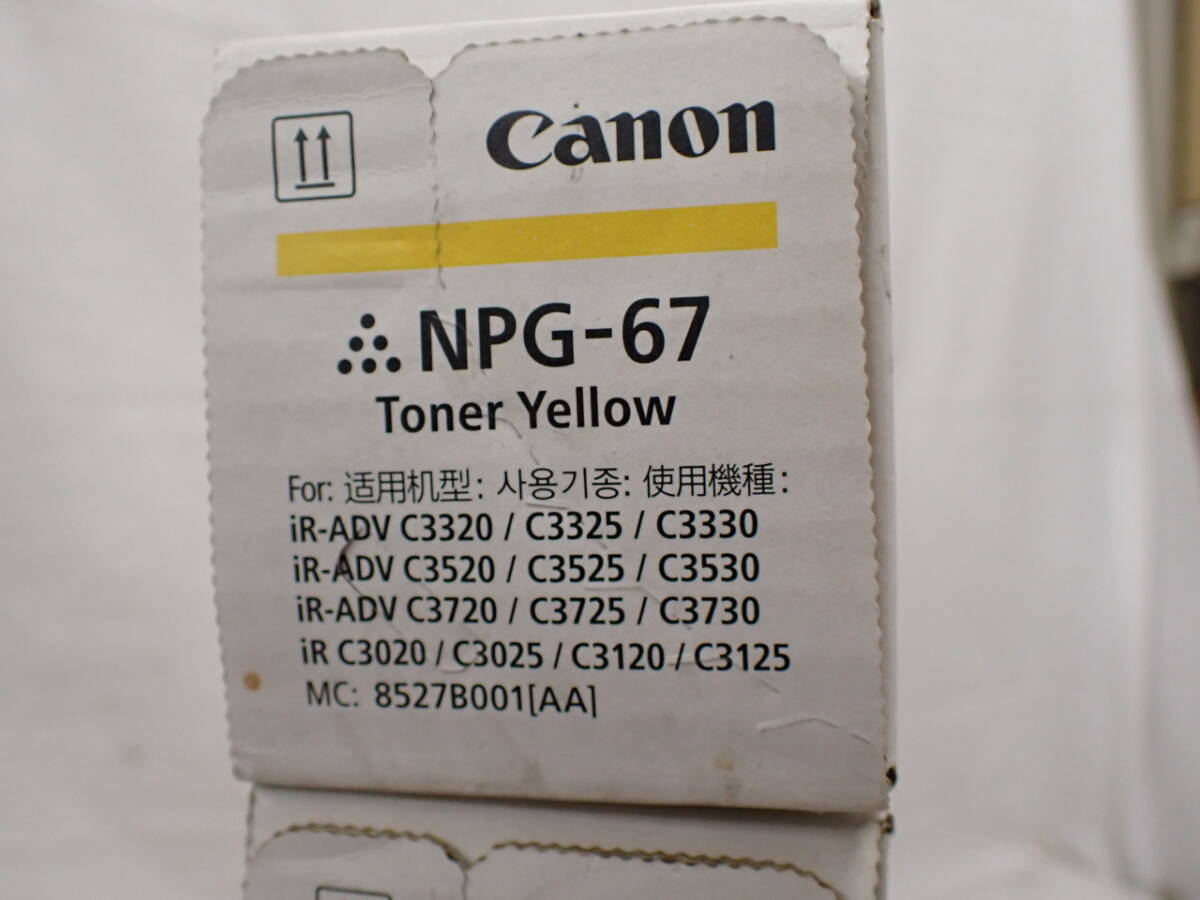 Canon
NPG-67
Toner Yellow
For: 适用机型: 사용기종: 使用機種:
iR-ADV C3320 / C3325 / C3330
iR-ADV C3520 / C3525 / C3530
iR-ADV C3720 / C3725 / C3730
iR C3020 / C3025 / C3120 / C3125
MC: 8527B001[AA]